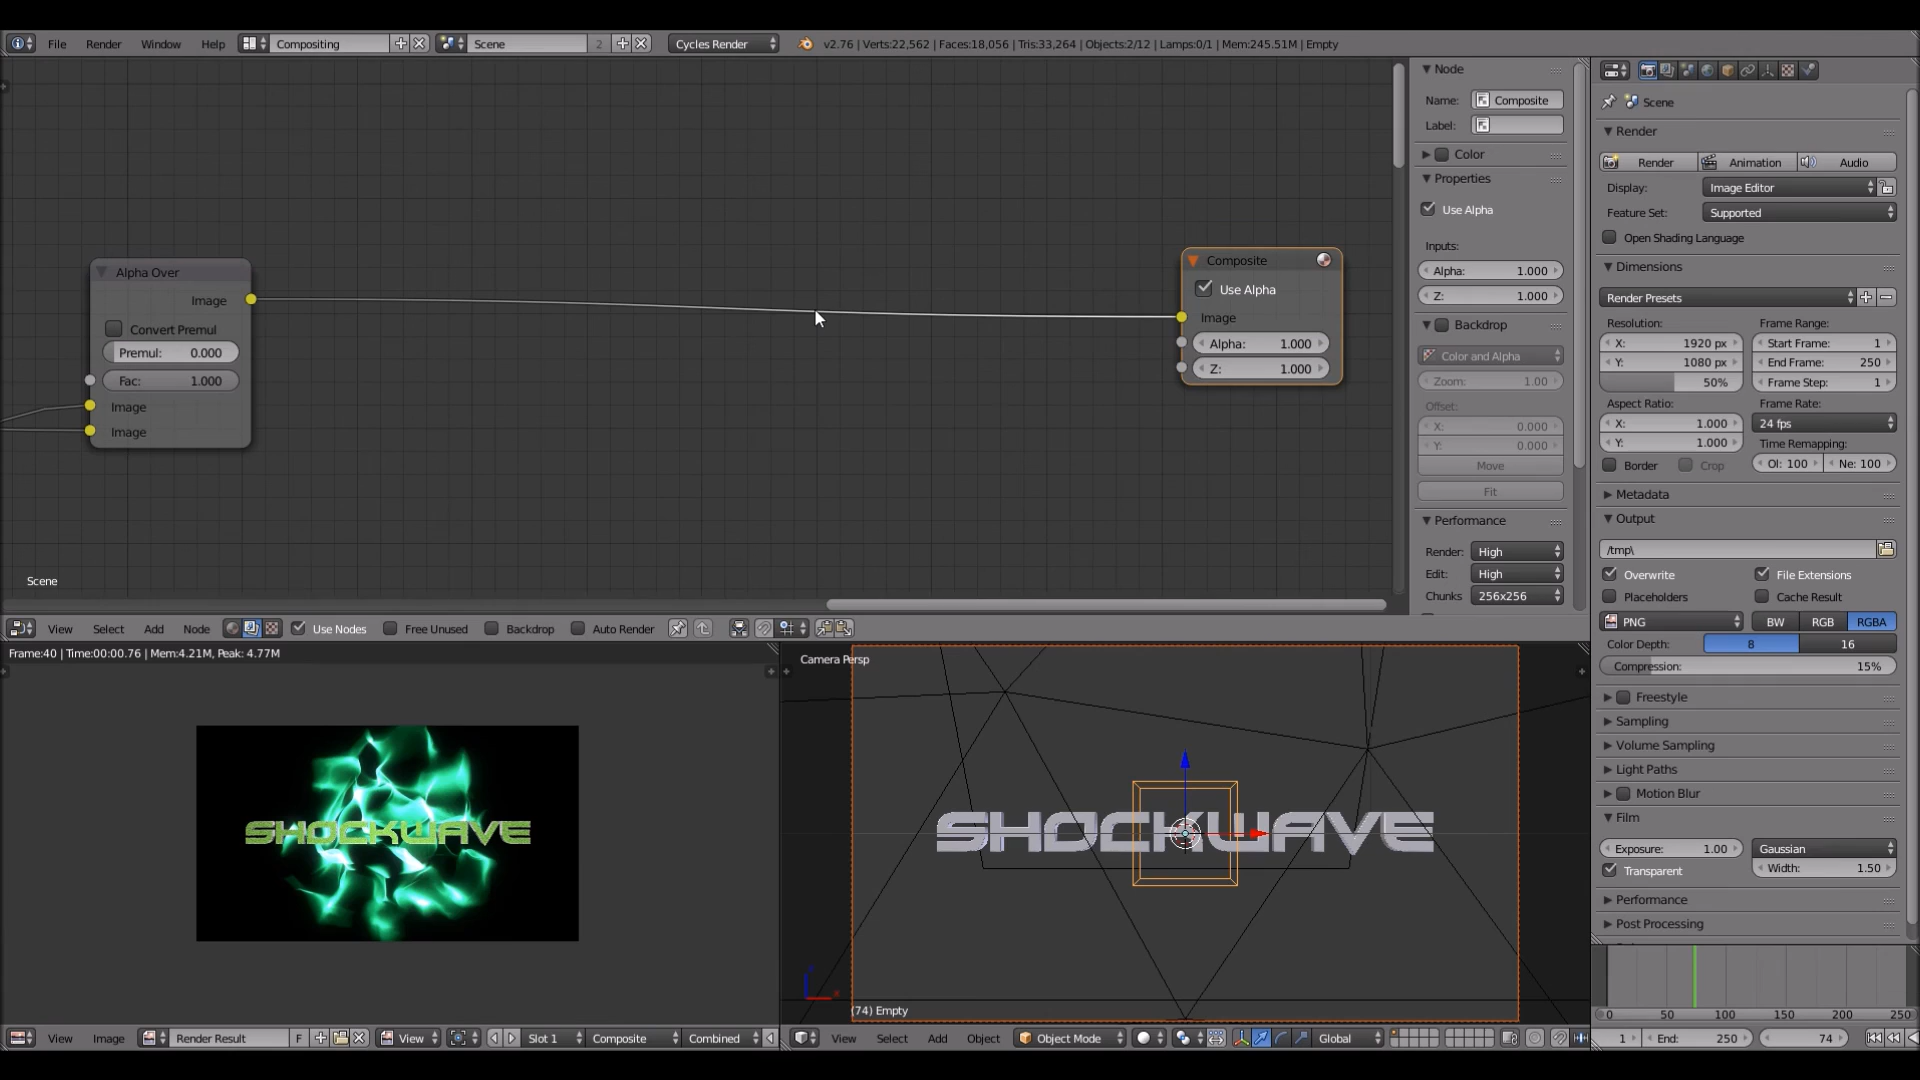 File Render Window Help Compositing Scene 2 Cycles Render v2.76 | Verts:22,562 | Faces:18,056 | Tris:33,264 | Objects:2/12 | Lamps:0/1 | Mem:245.51M | Empty
Alpha Over
Image
Convert Premul
Premul: 0.000
Fac: 1.000
Image
Image
Composite
Use Alpha
Image
Alpha: 1.000
Z: 1.000
Scene
Node
Name: Composite
Label:
Color
Properties
Use Alpha
Inputs:
Alpha: 1.000
Z: 1.000
Backdrop
Color and Alpha
Zoom: 1.00
Offset:
X: 0.000
Y: 0.000
Move
Fit
Performance
Render: High
Edit: High
Chunks 256x256
Scene
Render
Render Animation Audio
Display: Image Editor
Feature Set: Supported
Open Shading Language
Dimensions
Render Presets
Resolution: Frame Range:
X: 1920 px Start Frame: 1
Y: 1080 px End Frame: 250
50% Frame Step: 1
Aspect Ratio: Frame Rate:
X: 1.000 24 fps
Y: 1.000 Time Remapping:
Border Crop Ol: 100 Ne: 100
Metadata
Output
/tmp\
Overwrite File Extensions
Placeholders Cache Result
PNG BW RGB RGBA
Color Depth: 8 16
Compression: 15%
Freestyle
Sampling
Volume Sampling
Light Paths
Motion Blur
Film
Exposure: 1.00 Gaussian
Transparent Width: 1.50
Performance
Post Processing
View Select Add Node Use Nodes Free Unused Backdrop Auto Render
Frame:40 | Time:00:00.76 | Mem:4.21M, Peak: 4.77M
SHOCKWAVE
View Image Render Result F View Slot 1 Composite Combined
Camera Persp
SHOCKWAVE
(74) Empty
View Select Add Object Object Mode Global
0 50 100 150 200 250
1 End: 250 74